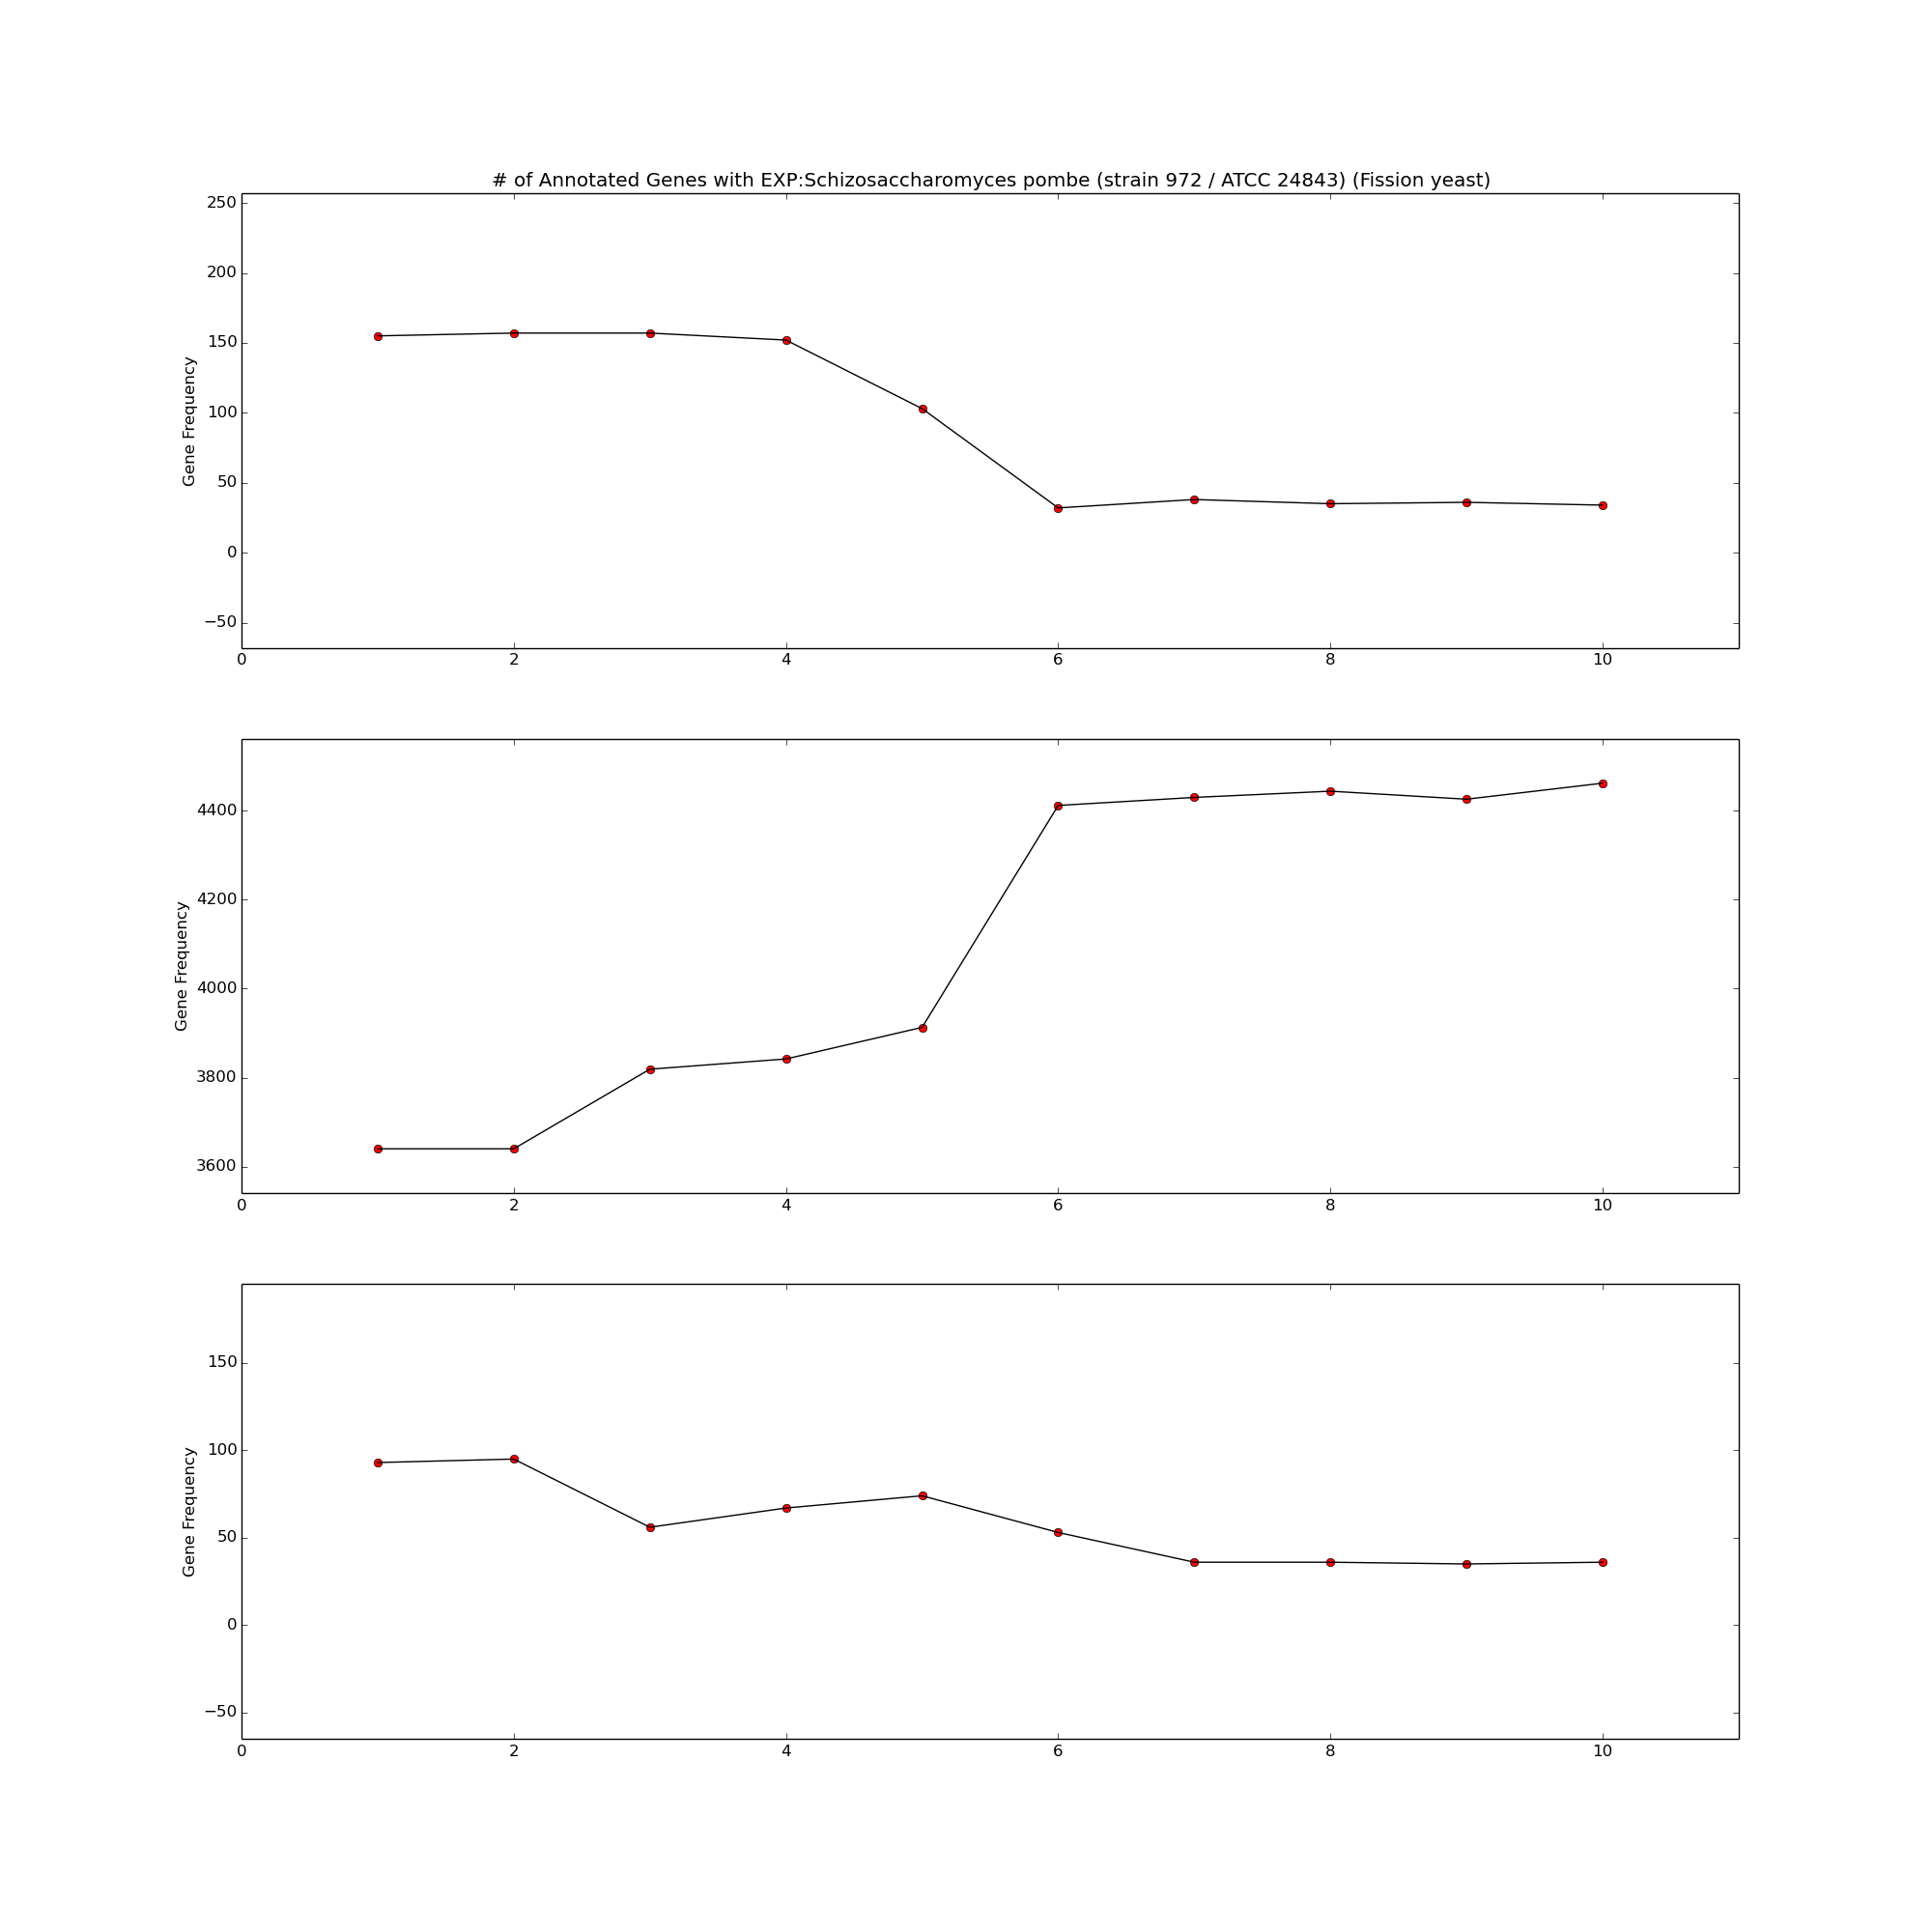 # of Annotated Genes with EXP:Schizosaccharomyces pombe (strain 972 / ATCC 24843) (Fission yeast)
250
200
150
100
50
0
−50
Gene Frequency
0 2 4 6 8 10
4400
4200
4000
3800
3600
Gene Frequency
0 2 4 6 8 10
150
100
50
0
−50
Gene Frequency
0 2 4 6 8 10